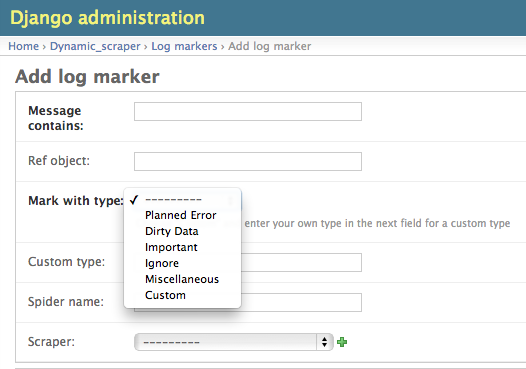 Django administration
Home › Dynamic_scraper › Log markers › Add log marker
Add log marker
Message
contains:
Ref object:
Mark with type:
✓ ---------
Planned Error
Dirty Data
Important
Ignore
Miscellaneous
Custom
enter your own type in the next field for a custom type
Custom type:
Spider name:
Scraper:
---------